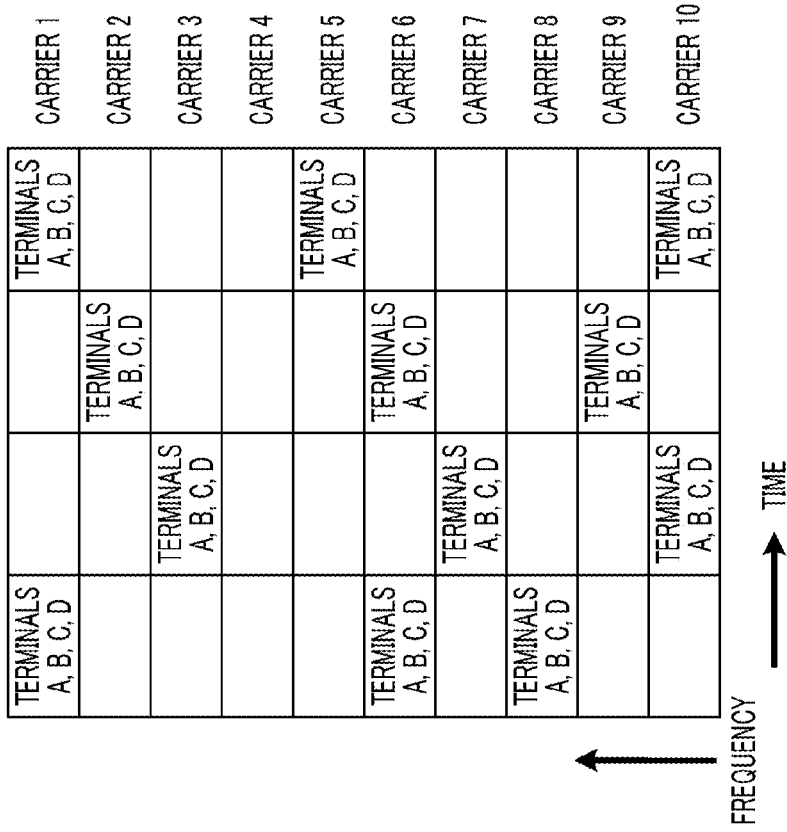 TERMINALS
A, B, C, D
TERMINALS
A, B, C, D
CARRIER 1
TERMINALS
A, B, C, D
CARRIER 2
TERMINALS
A, B, C, D
CARRIER 3
CARRIER 4
TERMINALS
A, B, C, D
CARRIER 5
TERMINALS
A, B, C, D
TERMINALS
A, B, C, D
CARRIER 6
TERMINALS
A, B, C, D
CARRIER 7
TERMINALS
A, B, C, D
CARRIER 8
TERMINALS
A, B, C, D
CARRIER 9
TERMINALS
A, B, C, D
TERMINALS
A, B, C, D
CARRIER 10
FREQUENCY
TIME